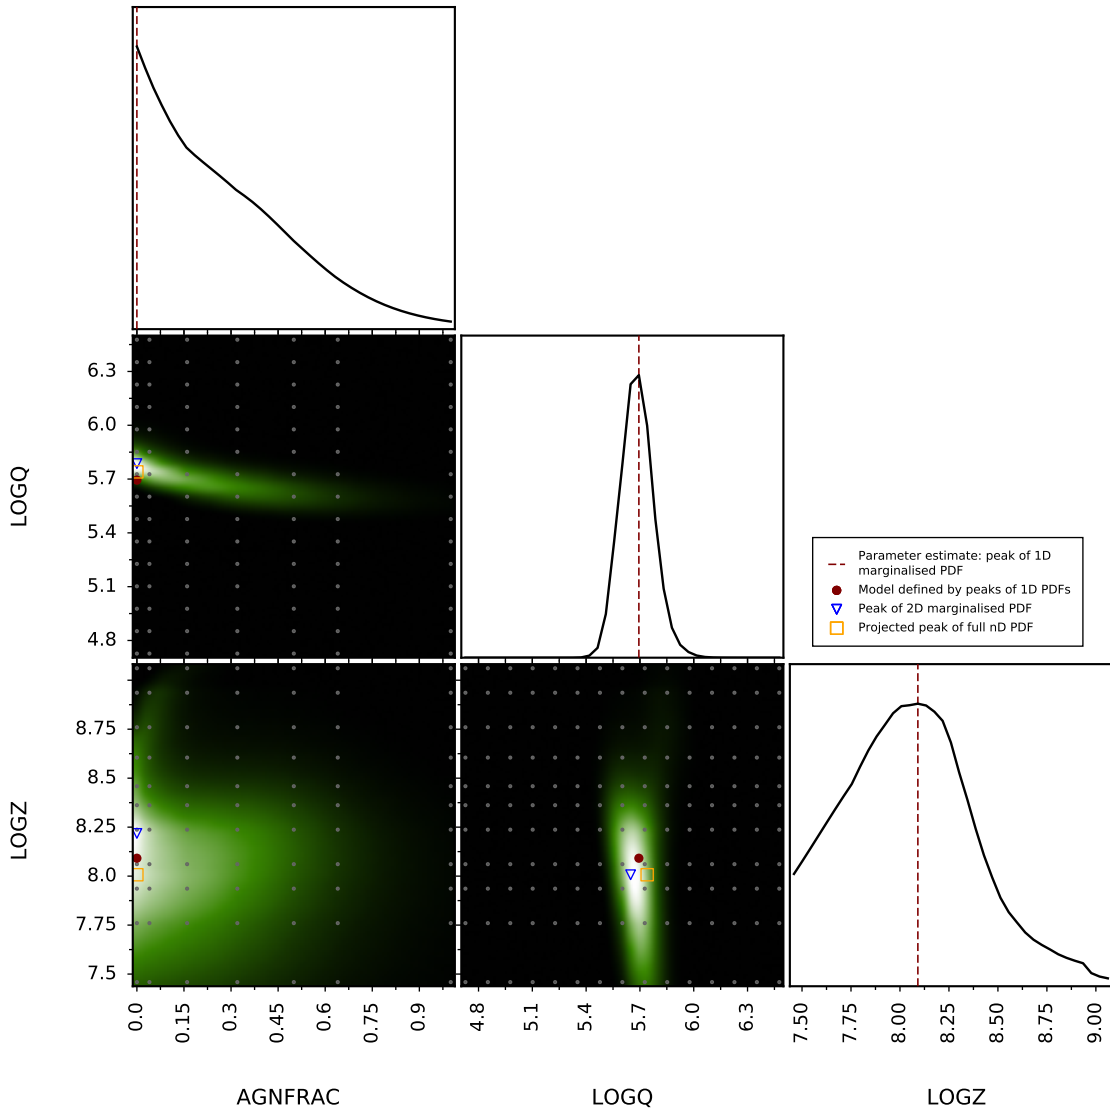 LOGQ
6.3
6.0
5.7
5.4
5.1
4.8
Parameter estimate: peak of 1D
marginalised PDF
Model defined by peaks of 1D PDFs
Peak of 2D marginalised PDF
Projected peak of full nD PDF
LOGZ
8.75
8.5
8.25
8.0
7.75
7.5
0.0 0.15 0.3 0.45 0.6 0.75 0.9
4.8 5.1 5.4 5.7 6.0 6.3
7.50 7.75 8.00 8.25 8.50 8.75 9.00
AGNFRAC LOGQ LOGZ